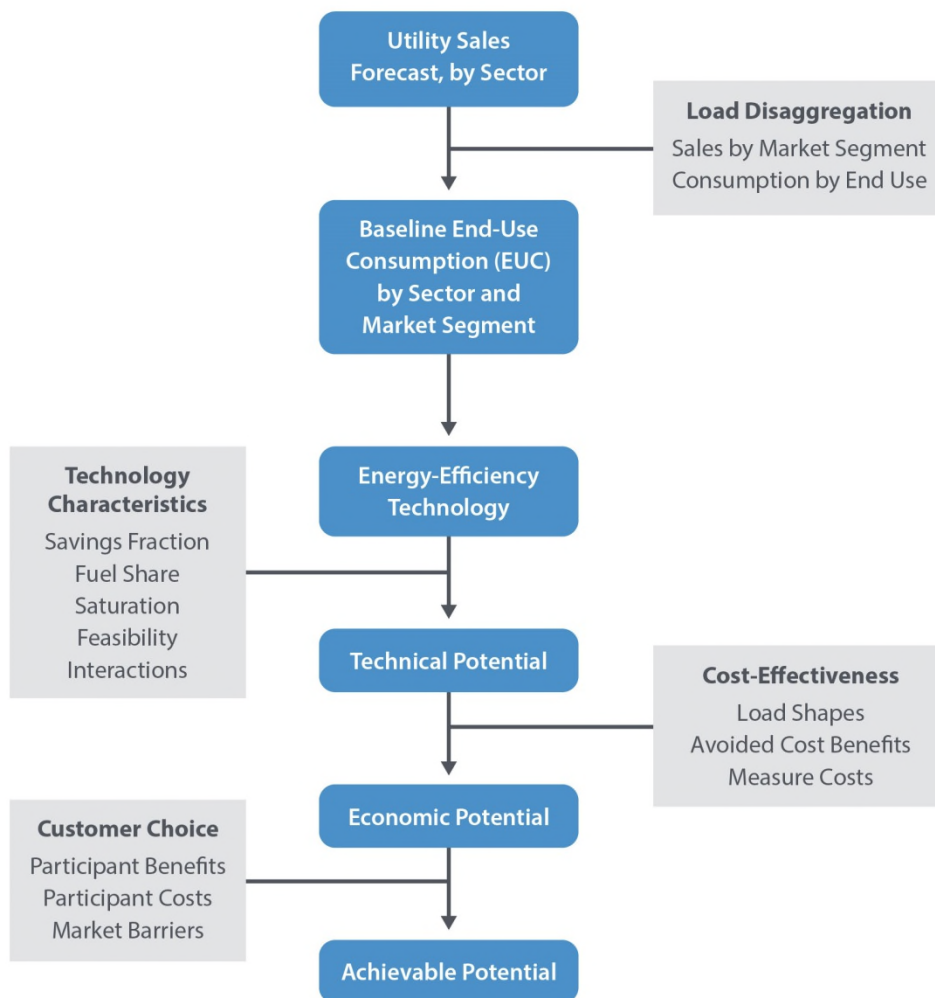 Utility Sales
Forecast, by Sector
Load Disaggregation
Sales by Market Segment
Consumption by End Use
Baseline End-Use
Consumption (EUC)
by Sector and
Market Segment
Technology
Characteristics
Savings Fraction
Fuel Share
Saturation
Feasibility
Interactions
Energy-Efficiency
Technology
Technical Potential
Cost-Effectiveness
Load Shapes
Avoided Cost Benefits
Measure Costs
Economic Potential
Customer Choice
Participant Benefits
Participant Costs
Market Barriers
Achievable Potential